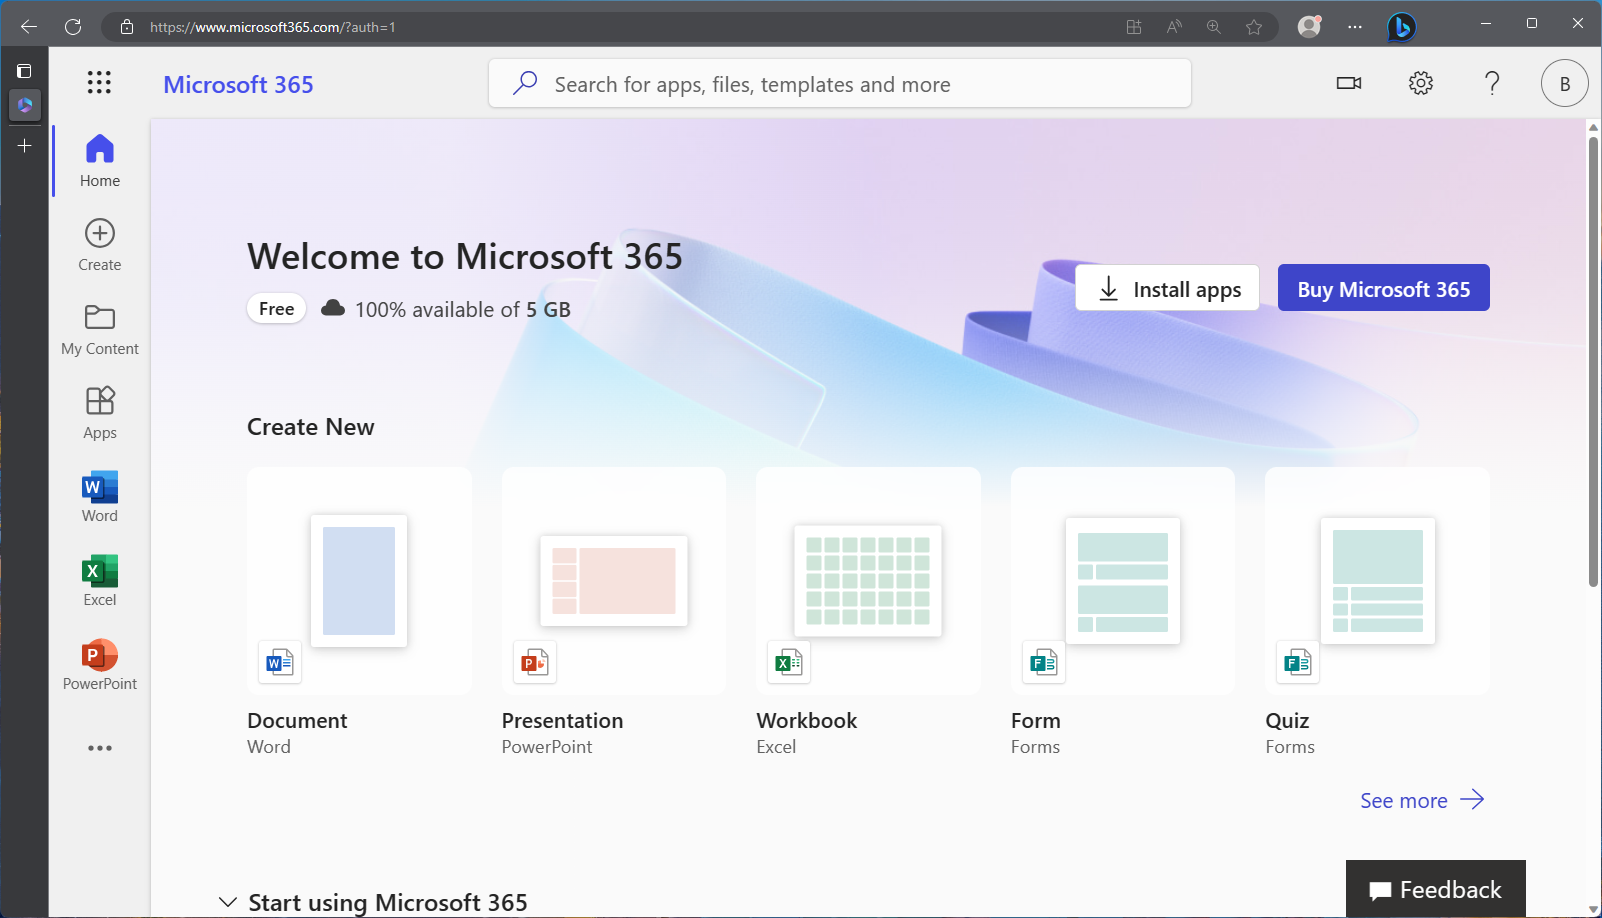 https://www.microsoft365.com/?auth=1
Microsoft 365
Search for apps, files, templates and more
B
Home
Create
My Content
Apps
Word
Excel
PowerPoint
Welcome to Microsoft 365
Free 100% available of 5 GB
Install apps
Buy Microsoft 365
Create New
Document
Word
Presentation
PowerPoint
Workbook
Excel
Form
Forms
Quiz
Forms
See more
Start using Microsoft 365
Feedback